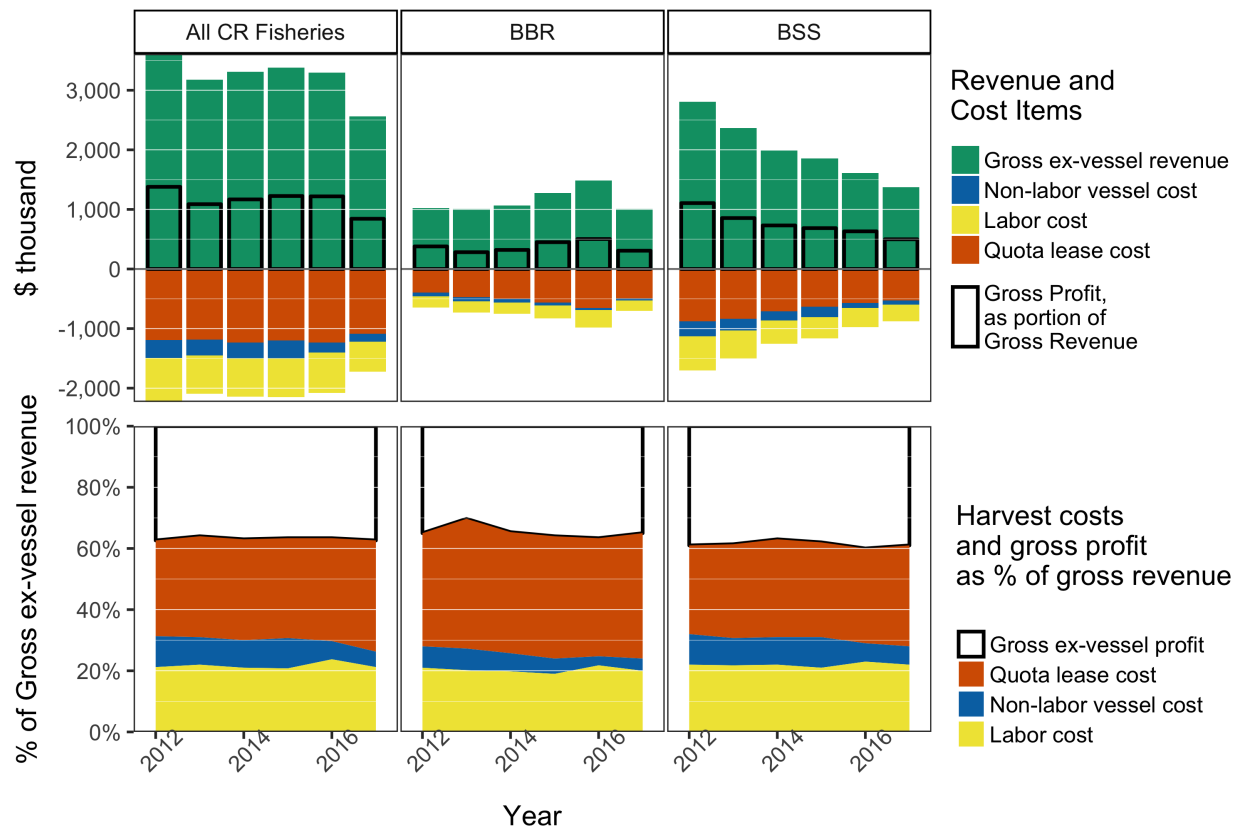 All CR Fisheries
BBR
BSS
$ thousand
3,000
2,000
1,000
0
-1,000
-2,000
Revenue and
Cost Items
Gross ex-vessel revenue
Non-labor vessel cost
Labor cost
Quota lease cost
Gross Profit,
as portion of
Gross Revenue
% of Gross ex-vessel revenue
100%
80%
60%
40%
20%
0%
2012
2014
2016
2012
2014
2016
2012
2014
2016
Year
Harvest costs
and gross profit
as % of gross revenue
Gross ex-vessel profit
Quota lease cost
Non-labor vessel cost
Labor cost